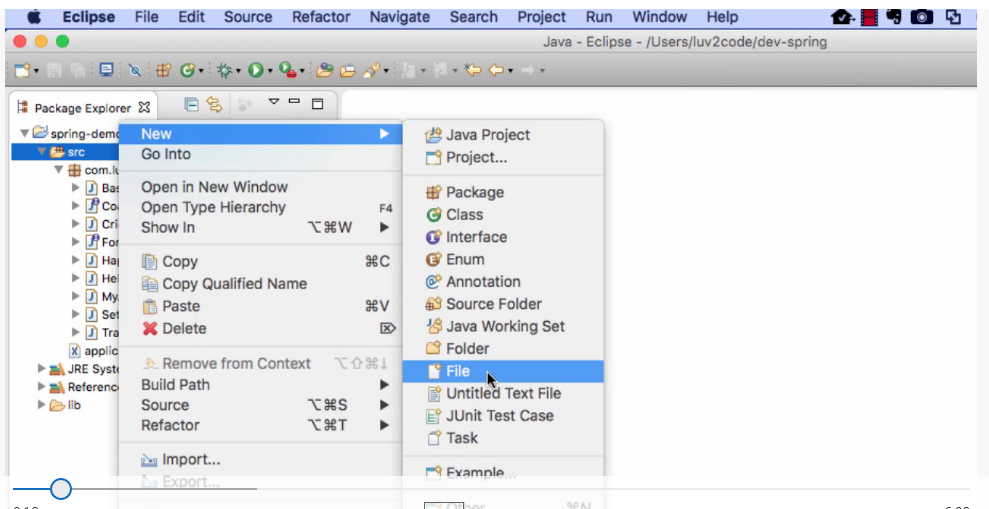 Eclipse File Edit Source Refactor Navigate Search Project Run Window Help
Java - Eclipse - /Users/luv2code/dev-spring
Package Explorer
spring-demo
src
com.lu
Bas
Co
Cri
For
Hap
Hel
My
Set
Tra
applic
JRE Syste
Referenc
lib
New
Go Into
Open in New Window
Open Type Hierarchy F4
Show In ⌥⌘W
Copy ⌘C
Copy Qualified Name
Paste ⌘V
Delete ⌦
Remove from Context ⌥⇧⌘↓
Build Path
Source ⌥⌘S
Refactor ⌥⌘T
Import...
Export...
Java Project
Project...
Package
Class
Interface
Enum
Annotation
Source Folder
Java Working Set
Folder
File
Untitled Text File
JUnit Test Case
Task
Example...
Other... ⌘N